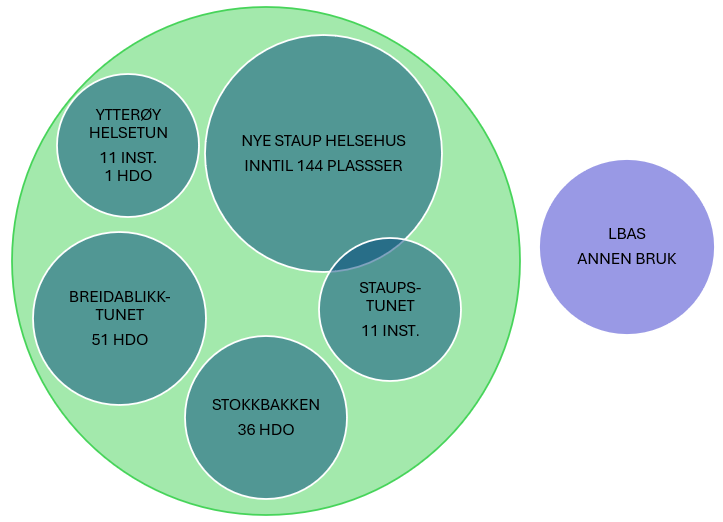 YTTERØY
HELSETUN
11 INST.
1 HDO
NYE STAUP HELSEHUS
INNTIL 144 PLASSSER
LBAS
ANNEN BRUK
BREIDABLIKK-
TUNET
51 HDO
STAUPS-
TUNET
11 INST.
STOKKBAKKEN
36 HDO